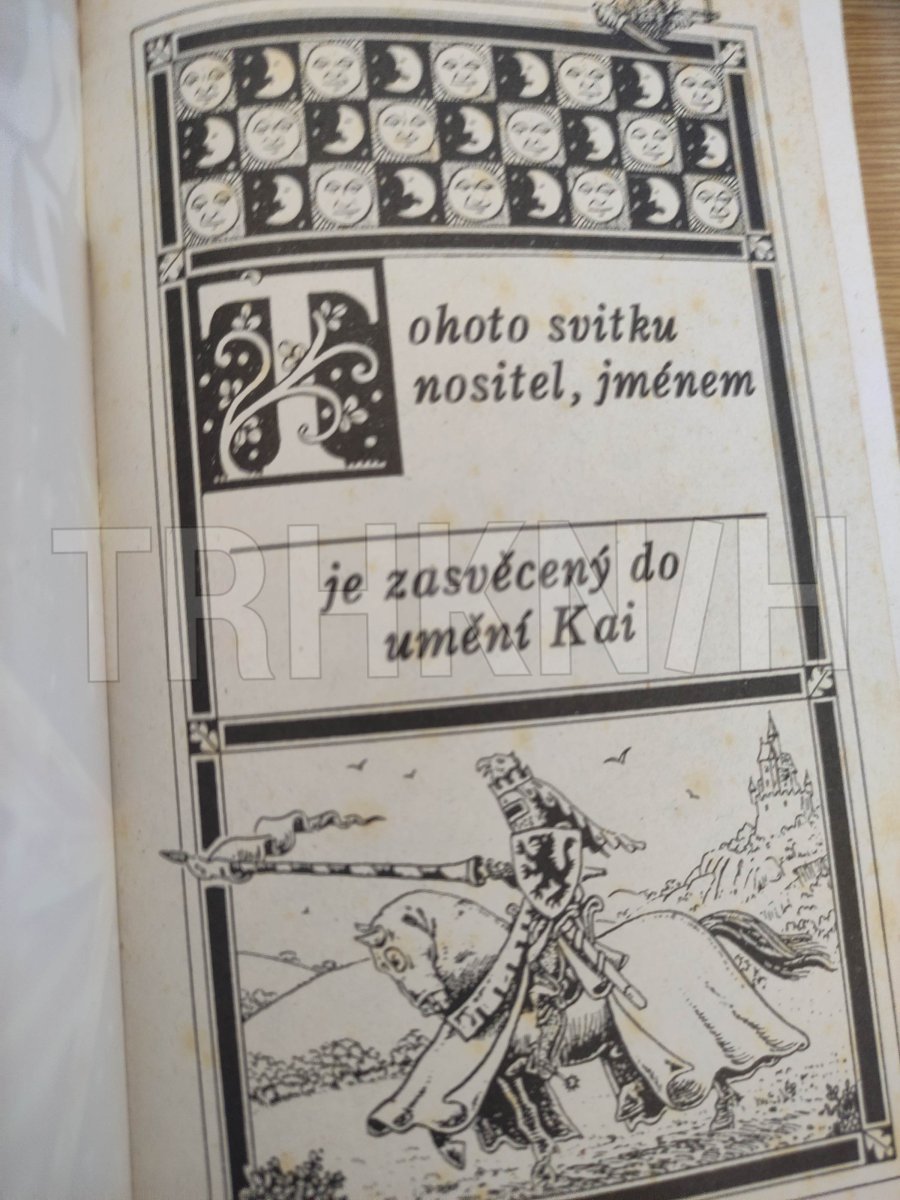 Tohoto svitku
nositel, jménem
je zasvěcený do
umění Kai
TRHKNIH